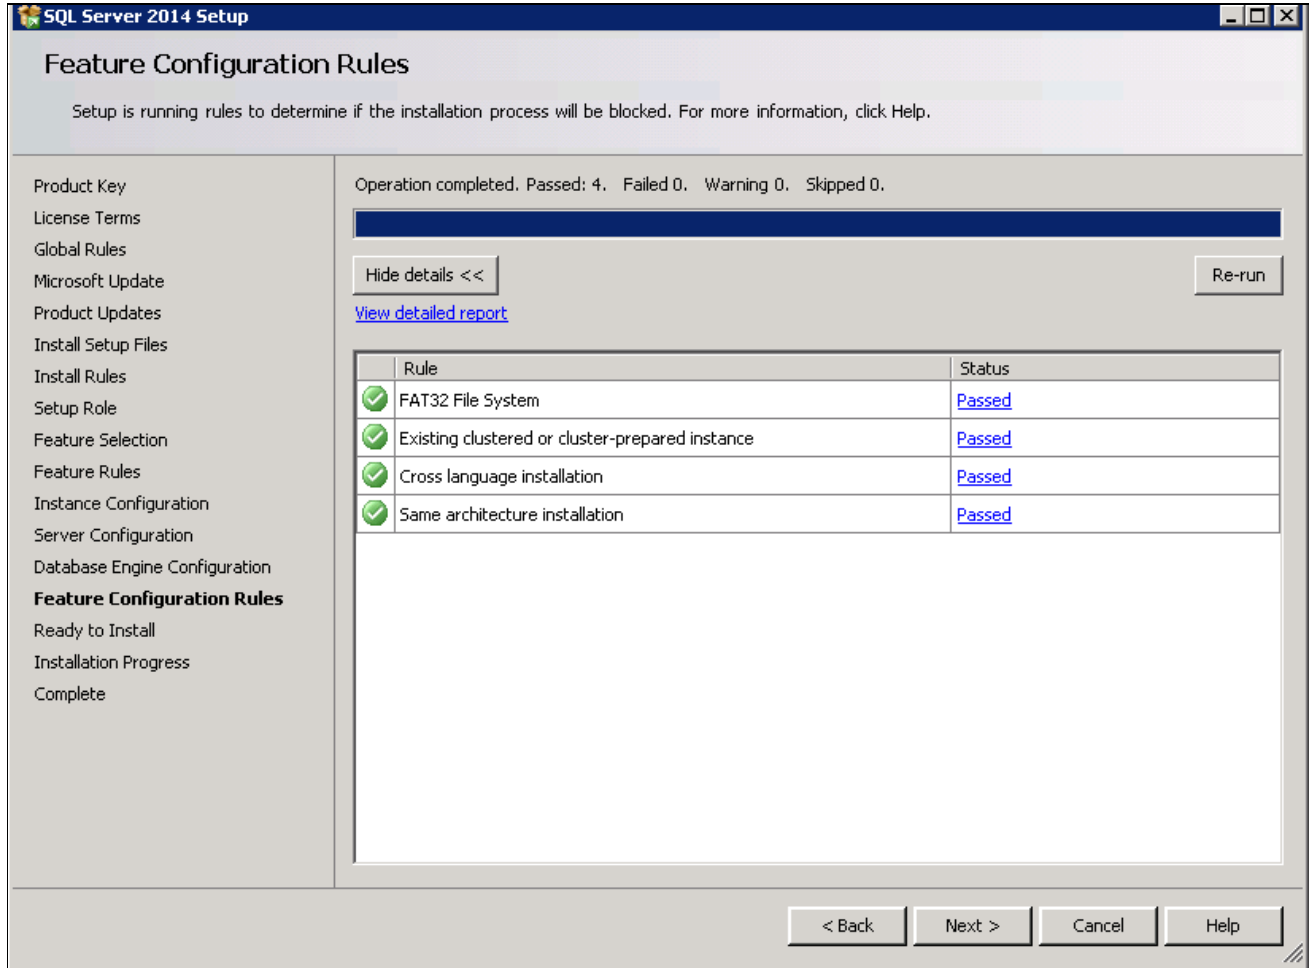 SQL Server 2014 Setup
Feature Configuration Rules
Setup is running rules to determine if the installation process will be blocked. For more information, click Help.
Product Key
License Terms
Global Rules
Microsoft Update
Product Updates
Install Setup Files
Install Rules
Setup Role
Feature Selection
Feature Rules
Instance Configuration
Server Configuration
Database Engine Configuration
Feature Configuration Rules
Ready to Install
Installation Progress
Complete
Operation completed. Passed: 4. Failed 0. Warning 0. Skipped 0.
Hide details <<
Re-run
View detailed report
Rule Status
FAT32 File System Passed
Existing clustered or cluster-prepared instance Passed
Cross language installation Passed
Same architecture installation Passed
< Back Next > Cancel Help